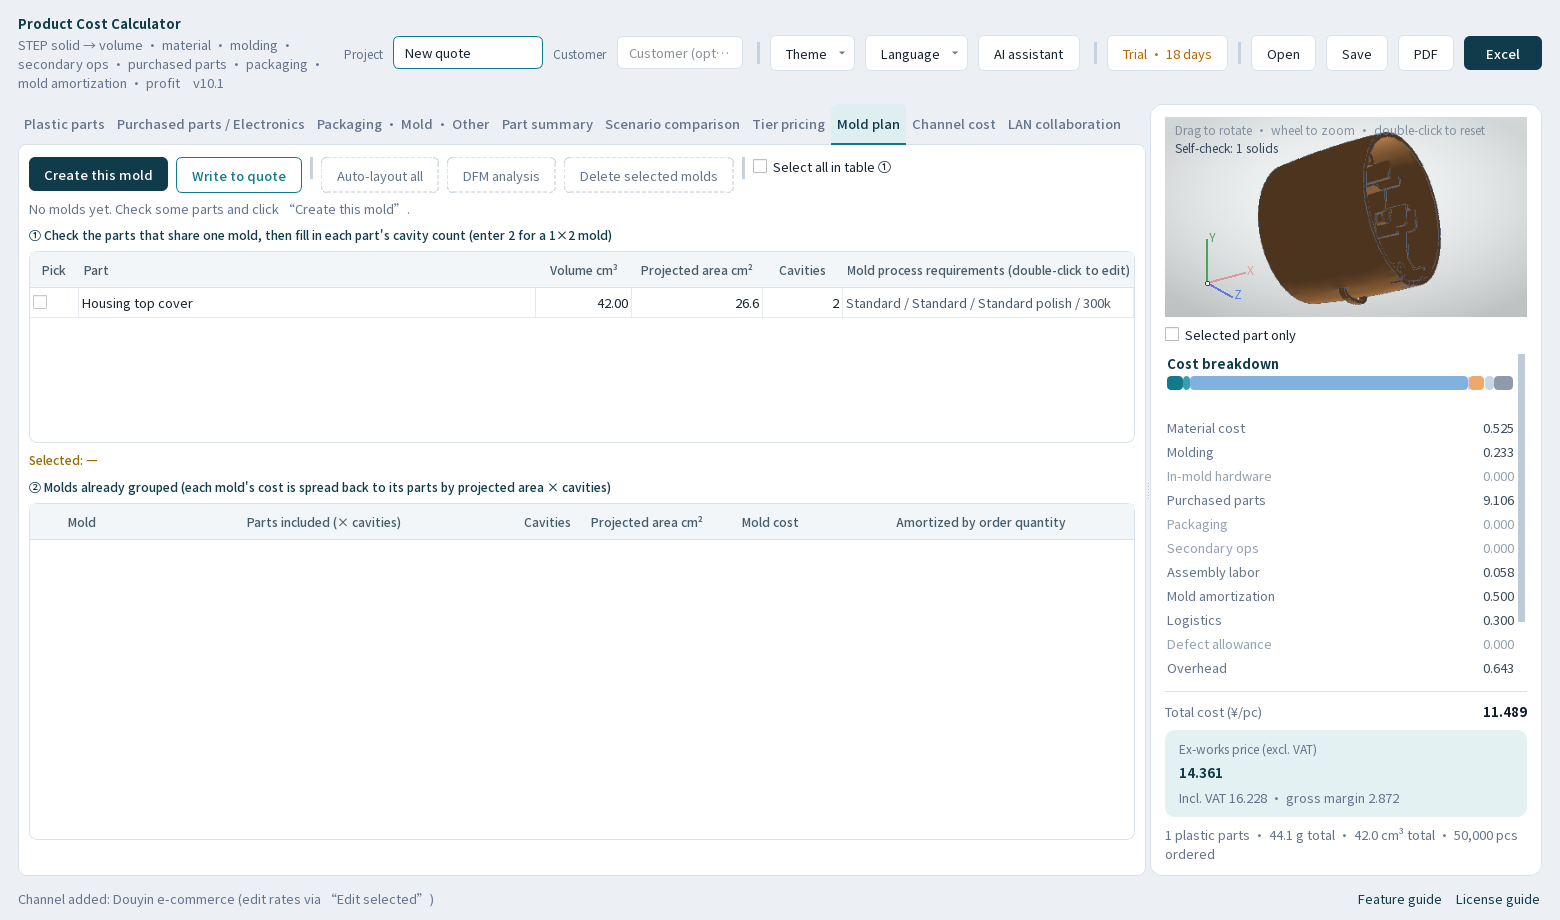 Product Cost Calculator
STEP solid → volume • material • molding •
secondary ops • purchased parts • packaging •
mold amortization • profit v10.1
Project New quote Customer Customer (opt··· Theme Language AI assistant Trial • 18 days Open Save PDF Excel
Plastic parts Purchased parts / Electronics Packaging • Mold • Other Part summary Scenario comparison Tier pricing Mold plan Channel cost LAN collaboration
Create this mold Write to quote Auto-layout all DFM analysis Delete selected molds Select all in table ①
No molds yet. Check some parts and click “Create this mold”.
① Check the parts that share one mold, then fill in each part's cavity count (enter 2 for a 1×2 mold)
Pick Part Volume cm³ Projected area cm² Cavities Mold process requirements (double-click to edit)
Housing top cover 42.00 26.6 2 Standard / Standard / Standard polish / 300k
Selected: —
② Molds already grouped (each mold's cost is spread back to its parts by projected area × cavities)
Mold Parts included (× cavities) Cavities Projected area cm² Mold cost Amortized by order quantity
Drag to rotate • wheel to zoom • double-click to reset
Self-check: 1 solids
Y
X
Z
Selected part only
Cost breakdown
Material cost 0.525
Molding 0.233
In-mold hardware 0.000
Purchased parts 9.106
Packaging 0.000
Secondary ops 0.000
Assembly labor 0.058
Mold amortization 0.500
Logistics 0.300
Defect allowance 0.000
Overhead 0.643
Total cost (¥/pc) 11.489
Ex-works price (excl. VAT)
14.361
Incl. VAT 16.228 • gross margin 2.872
1 plastic parts • 44.1 g total • 42.0 cm³ total • 50,000 pcs
ordered
Channel added: Douyin e-commerce (edit rates via “Edit selected”)
Feature guide License guide